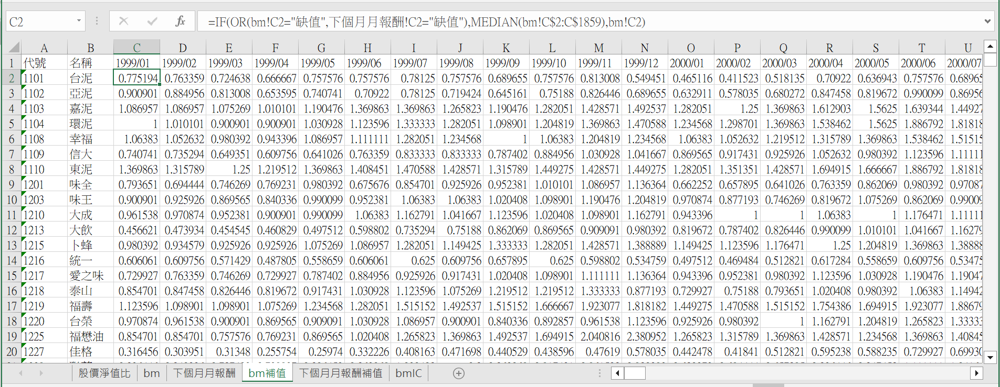 C2 =IF(OR(bm!C2="缺值",下個月月報酬!C2="缺值"),MEDIAN(bm!C$2:C$1859),bm!C2)
A B C D E F G H I J K L M N O P Q R S T U
1 代號 名稱 1999/01 1999/02 1999/03 1999/04 1999/05 1999/06 1999/07 1999/08 1999/09 1999/10 1999/11 1999/12 2000/01 2000/02 2000/03 2000/04 2000/05 2000/06 2000/07
2 1101 台泥 0.775194 0.763359 0.724638 0.666667 0.757576 0.757576 0.78125 0.757576 0.689655 0.757576 0.813008 0.549451 0.465116 0.411523 0.518135 0.70922 0.636943 0.757576 0.68965
3 1102 亞泥 0.900901 0.884956 0.813008 0.653595 0.740741 0.70922 0.78125 0.719424 0.645161 0.75188 0.826446 0.689655 0.632911 0.578035 0.680272 0.847458 0.819672 0.990099 0.86956
4 1103 嘉泥 1.086957 1.086957 1.075269 1.010101 1.190476 1.369863 1.369863 1.265823 1.190476 1.282051 1.428571 1.492537 1.282051 1.25 1.369863 1.612903 1.5625 1.639344 1.44927
5 1104 環泥 1 1.010101 0.900901 0.900901 1.030928 1.123596 1.333333 1.282051 1.098901 1.204819 1.369863 1.470588 1.234568 1.298701 1.369863 1.538462 1.5625 1.886792 1.81818
6 1108 幸福 1.06383 1.052632 0.980392 0.943396 1.086957 1.111111 1.282051 1.234568 1 1.06383 1.204819 1.234568 1.06383 1.052632 1.219512 1.315789 1.369863 1.538462 1.51515
7 1109 信大 0.740741 0.735294 0.649351 0.609756 0.641026 0.763359 0.833333 0.833333 0.787402 0.884956 1.030928 1.041667 0.869565 0.917431 0.925926 1.052632 0.980392 1.123596 1.11111
8 1110 東泥 1.369863 1.315789 1.25 1.219512 1.369863 1.408451 1.470588 1.428571 1.315789 1.449275 1.428571 1.449275 1.282051 1.351351 1.428571 1.694915 1.666667 1.886792 1.81818
9 1201 味全 0.793651 0.694444 0.746269 0.769231 0.980392 0.675676 0.854701 0.925926 0.952381 1.010101 1.086957 1.136364 0.662252 0.657895 0.641026 0.763359 0.862069 0.980392 0.97087
10 1203 味王 0.900901 0.925926 0.869565 0.840336 0.990099 0.952381 1.06383 1.06383 1.020408 1.098901 1.190476 1.204819 0.970874 0.877193 0.746269 0.819672 1.075269 0.862069 0.99009
11 1210 大成 0.961538 0.970874 0.952381 0.900901 0.990099 1.06383 1.162791 1.041667 1.123596 1.020408 1.098901 1.162791 0.943396 1 1 1.06383 1 1.176471 1.11111
12 1213 大飲 0.456621 0.473934 0.454545 0.460829 0.497512 0.598802 0.735294 0.75188 0.862069 0.869565 0.909091 0.980392 0.819672 0.787402 0.826446 0.990099 1.010101 1.041667 1.16279
13 1215 卜蜂 0.980392 0.934579 0.925926 0.925926 1.075269 1.086957 1.282051 1.149425 1.333333 1.282051 1.428571 1.388889 1.149425 1.123596 1.176471 1.25 1.204819 1.369863 1.38888
14 1216 統一 0.606061 0.609756 0.571429 0.487805 0.558659 0.606061 0.625 0.609756 0.657895 0.625 0.598802 0.534759 0.497512 0.469484 0.512821 0.617284 0.558659 0.609756 0.53475
15 1217 愛之味 0.729927 0.763359 0.746269 0.729927 0.787402 0.884956 0.925926 0.917431 1.020408 1.098901 1.111111 1.136364 0.943396 0.952381 0.980392 1.123596 1.030928 1.190476 1.19047
16 1218 泰山 0.854701 0.847458 0.826446 0.819672 0.917431 1.030928 1.123596 1.075269 1.219512 1.219512 1.333333 0.877193 0.729927 0.75188 0.793651 1.020408 0.980392 1.06383 1.14942
17 1219 福壽 1.123596 1.098901 1.098901 1.075269 1.234568 1.282051 1.515152 1.492537 1.515152 1.666667 1.923077 1.818182 1.449275 1.470588 1.515152 1.754386 1.694915 1.923077 1.88679
18 1220 台榮 0.970874 0.961538 0.900901 0.869565 0.909091 1.030928 1.086957 0.900901 0.840336 0.892857 0.961538 1.123596 0.925926 0.980392 1 1.162791 1.204819 1.265823 1.33333
19 1225 福懋油 0.854701 0.854701 0.757576 0.769231 0.869565 1.020408 1.265823 1.369863 1.492537 1.694915 2.040816 2.380952 1.265823 1.315789 1.369863 1.428571 1.234568 1.369863 1.40845
20 1227 佳格 0.316456 0.303951 0.31348 0.255754 0.25974 0.332226 0.408163 0.471698 0.440529 0.438596 0.47619 0.578035 0.442478 0.41841 0.512821 0.595238 0.588235 0.729927 0.69930
股價淨值比 bm 下個月月報酬 bm補值 下個月月報酬補值 bmIC